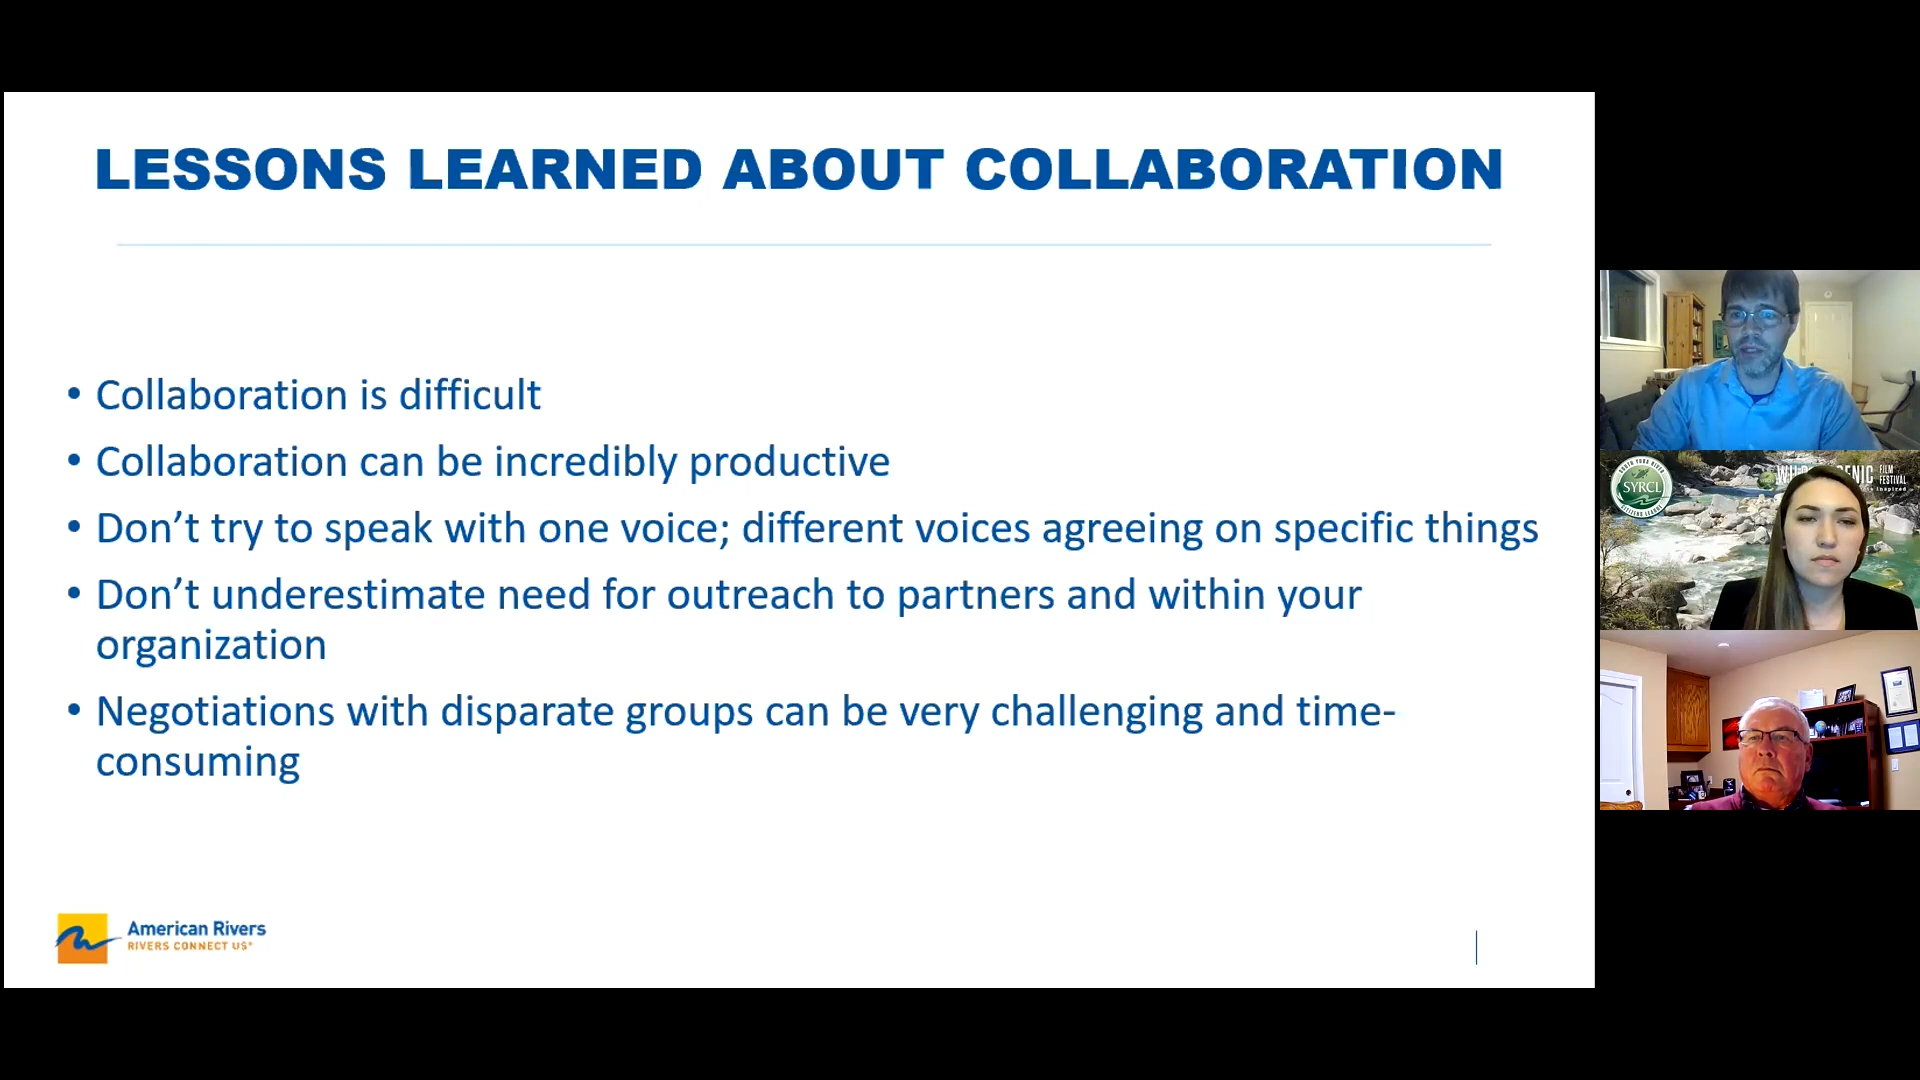 LESSONS LEARNED ABOUT COLLABORATION
• Collaboration is difficult
• Collaboration can be incredibly productive
• Don’t try to speak with one voice; different voices agreeing on specific things
• Don’t underestimate need for outreach to partners and within your
organization
• Negotiations with disparate groups can be very challenging and time-
consuming
American Rivers
RIVERS CONNECT US®
SYRCL
FILM
FESTIVAL